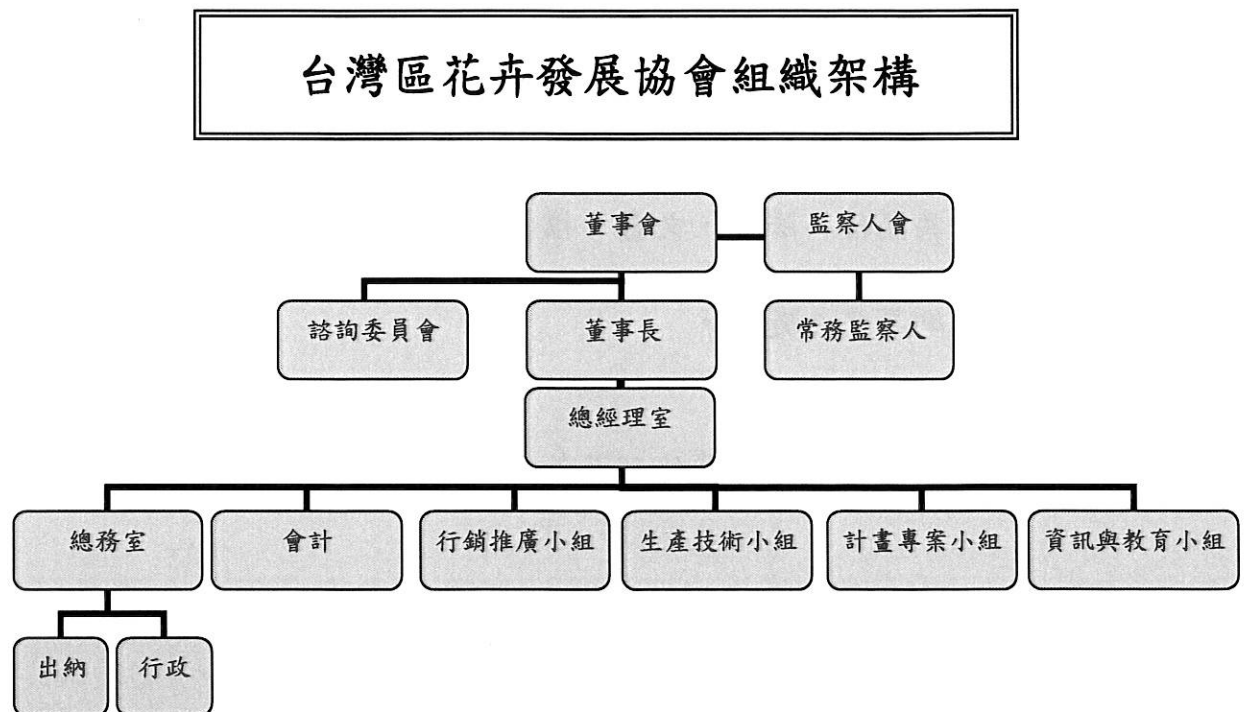 台灣區花卉發展協會組織架構
董事會
監察人會
諮詢委員會
董事長
常務監察人
總經理室
總務室
會計
行銷推廣小組
生產技術小組
計畫專案小組
資訊與教育小組
出納
行政